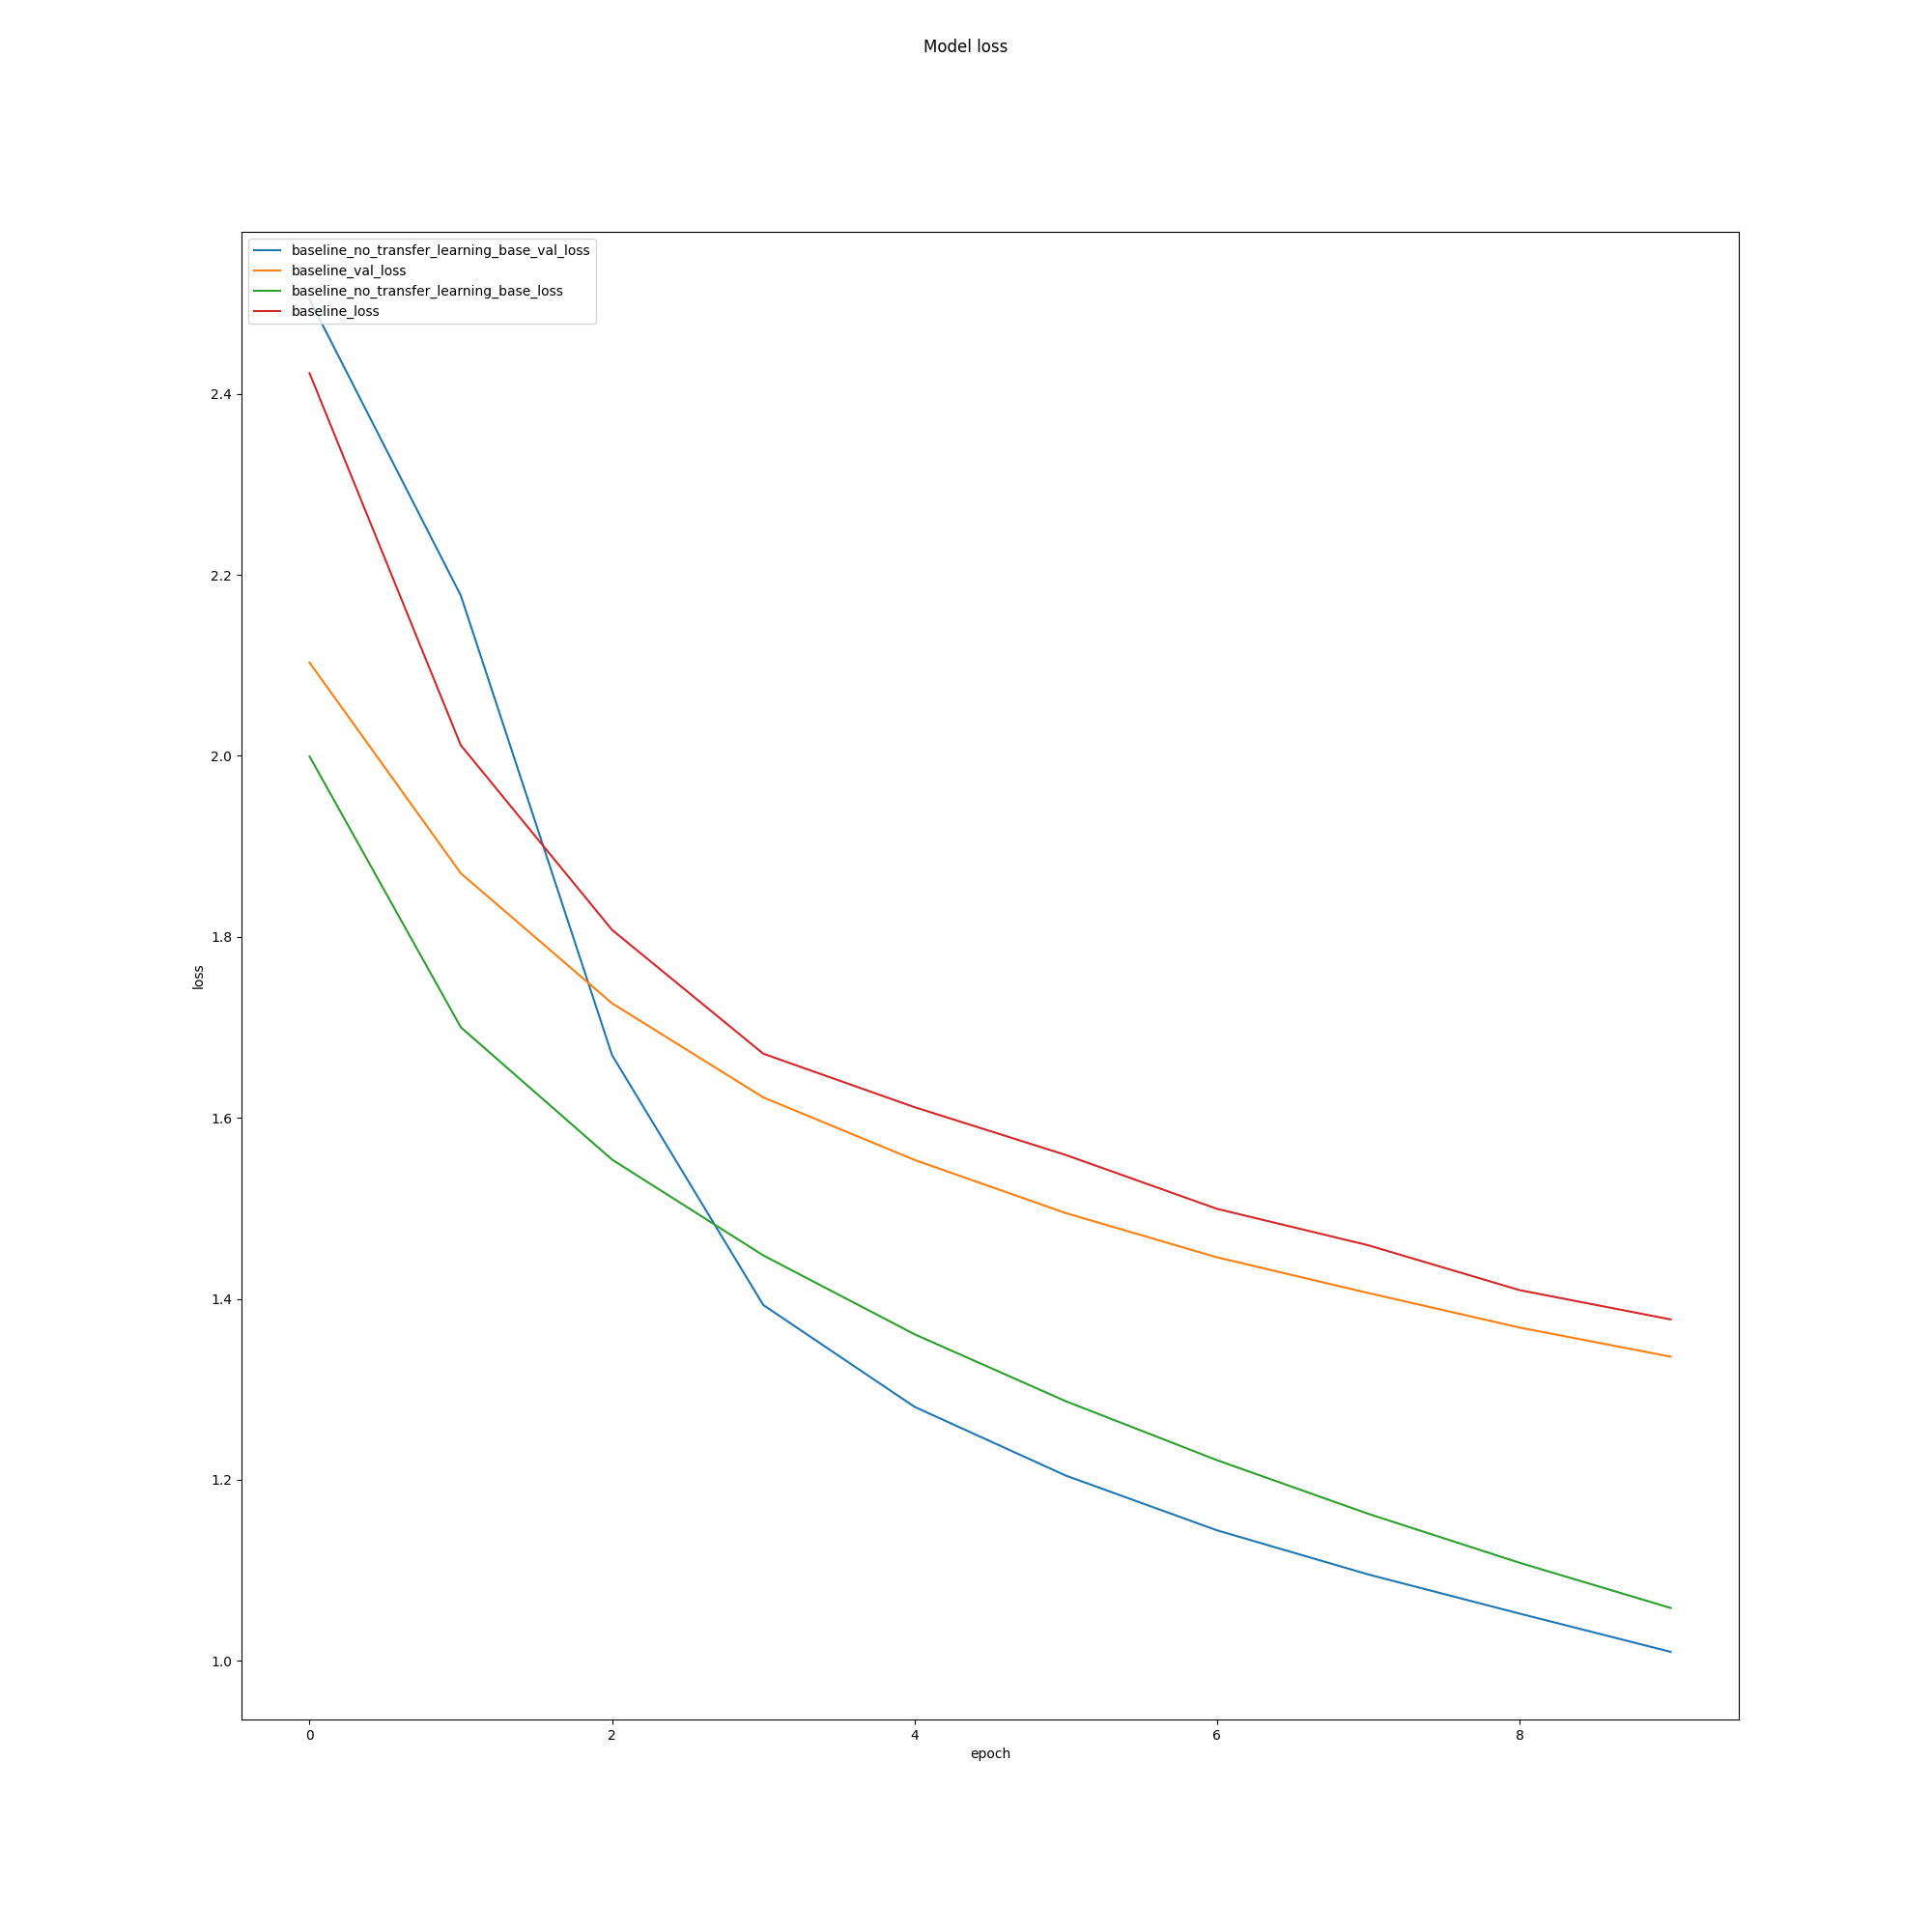 Model loss
baseline_no_transfer_learning_base_val_loss
baseline_val_loss
baseline_no_transfer_learning_base_loss
baseline_loss
2.4
2.2
2.0
1.8
loss
1.6
1.4
1.2
1.0
0 2 4 6 8
epoch